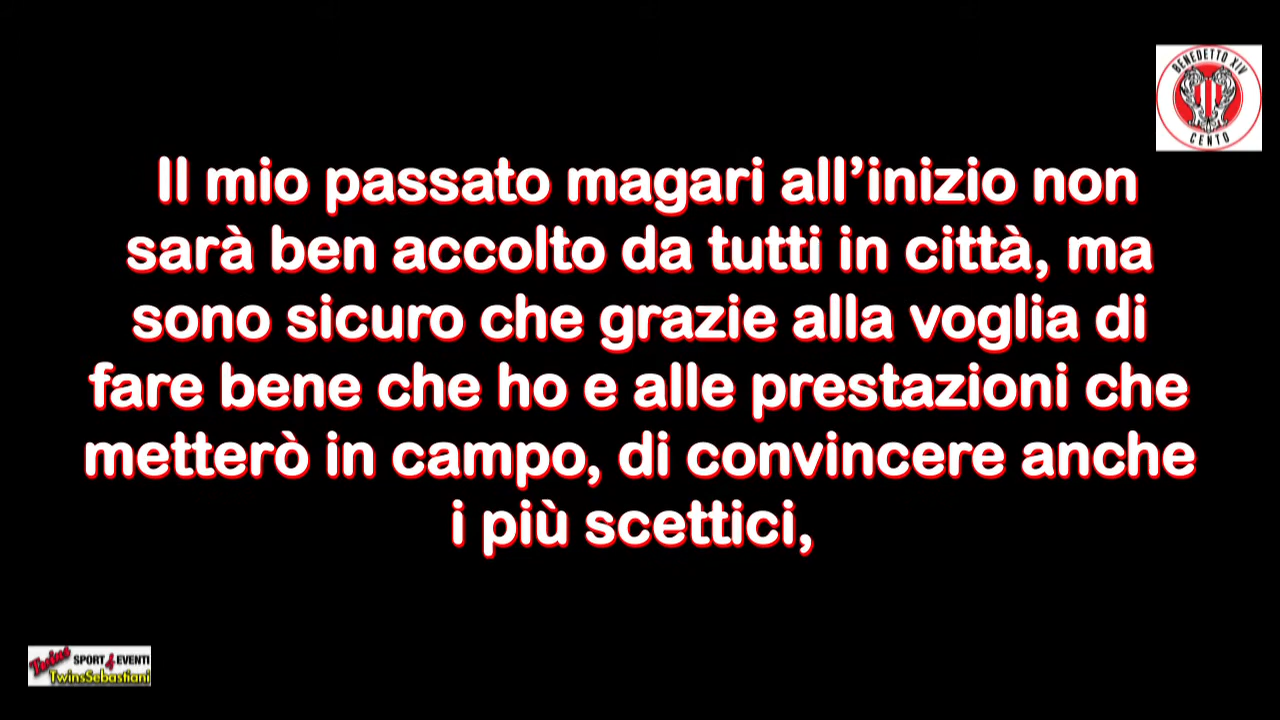 BENEDETTO XIV
CENTO
Il mio passato magari all’inizio non
sarà ben accolto da tutti in città, ma
sono sicuro che grazie alla voglia di
fare bene che ho e alle prestazioni che
metterò in campo, di convincere anche
i più scettici,
Twins SPORT4EVENTI
TwinsSebastiani